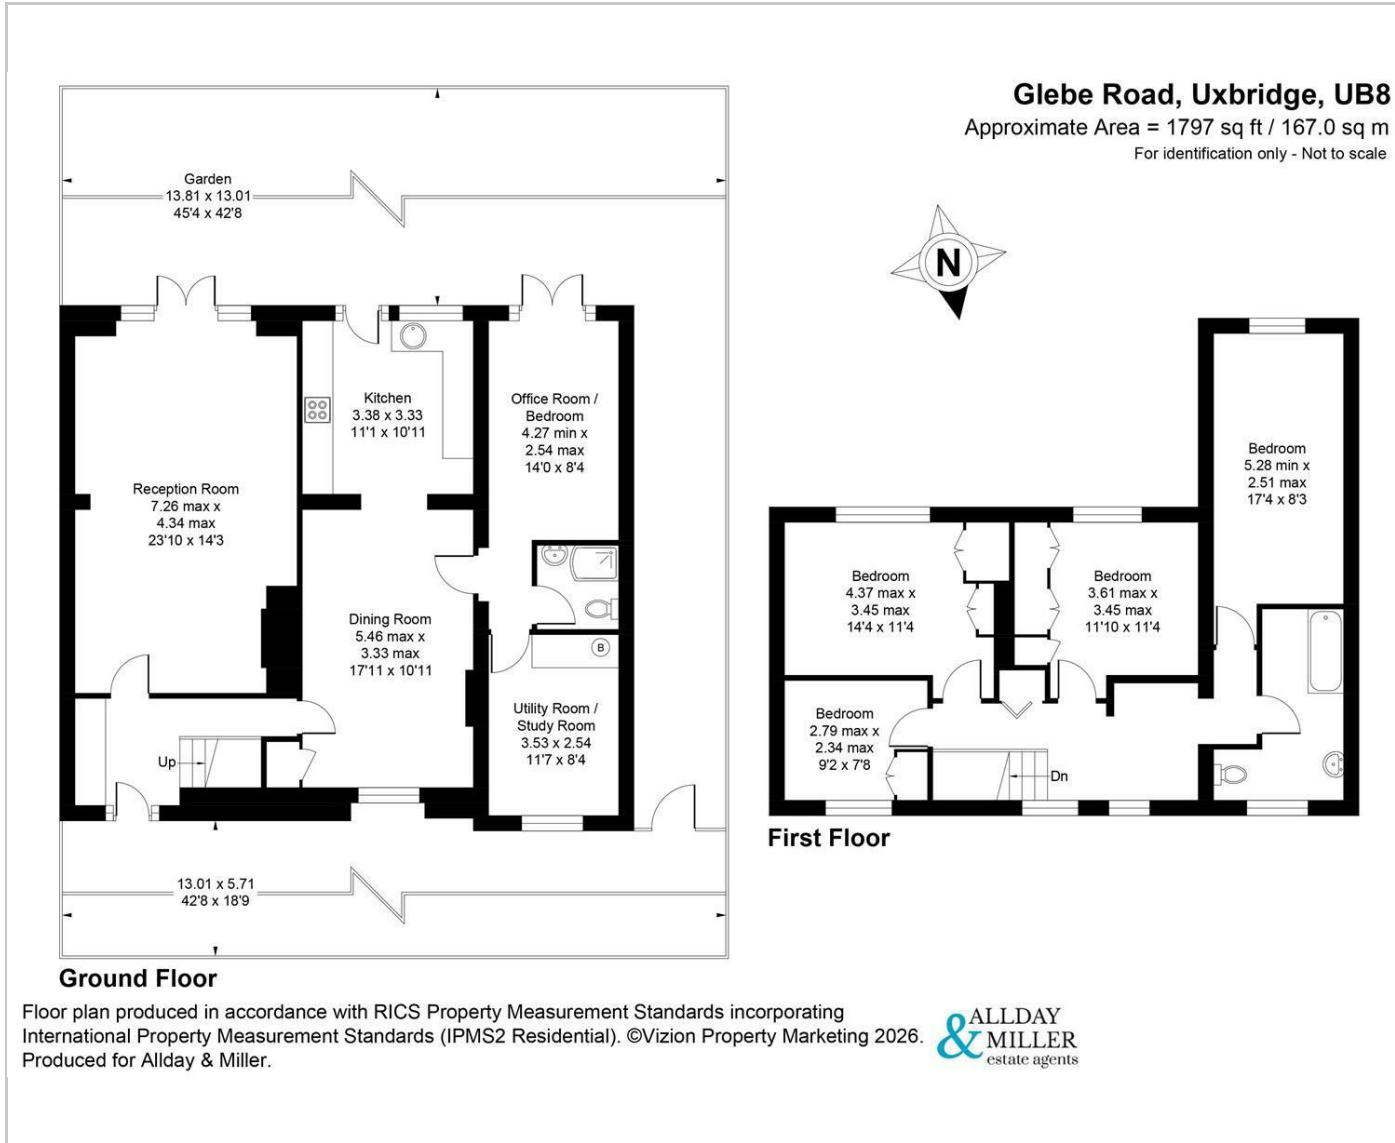 Glebe Road, Uxbridge, UB8
Approximate Area = 1797 sq ft / 167.0 sq m
For identification only - Not to scale
N
Garden
13.81 x 13.01
45'4 x 42'8
Kitchen
3.38 x 3.33
11'1 x 10'11
Office Room /
Bedroom
4.27 min x
2.54 max
14'0 x 8'4
Reception Room
7.26 max x
4.34 max
23'10 x 14'3
Dining Room
5.46 max x
3.33 max
17'11 x 10'11
B
Utility Room /
Study Room
3.53 x 2.54
11'7 x 8'4
Up
13.01 x 5.71
42'8 x 18'9
Ground Floor
Bedroom
5.28 min x
2.51 max
17'4 x 8'3
Bedroom
4.37 max x
3.45 max
14'4 x 11'4
Bedroom
3.61 max x
3.45 max
11'10 x 11'4
Bedroom
2.79 max x
2.34 max
9'2 x 7'8
Dn
First Floor
Floor plan produced in accordance with RICS Property Measurement Standards incorporating
International Property Measurement Standards (IPMS2 Residential). ©Vizion Property Marketing 2026.
Produced for Allday & Miller.
ALLDAY
& MILLER
estate agents